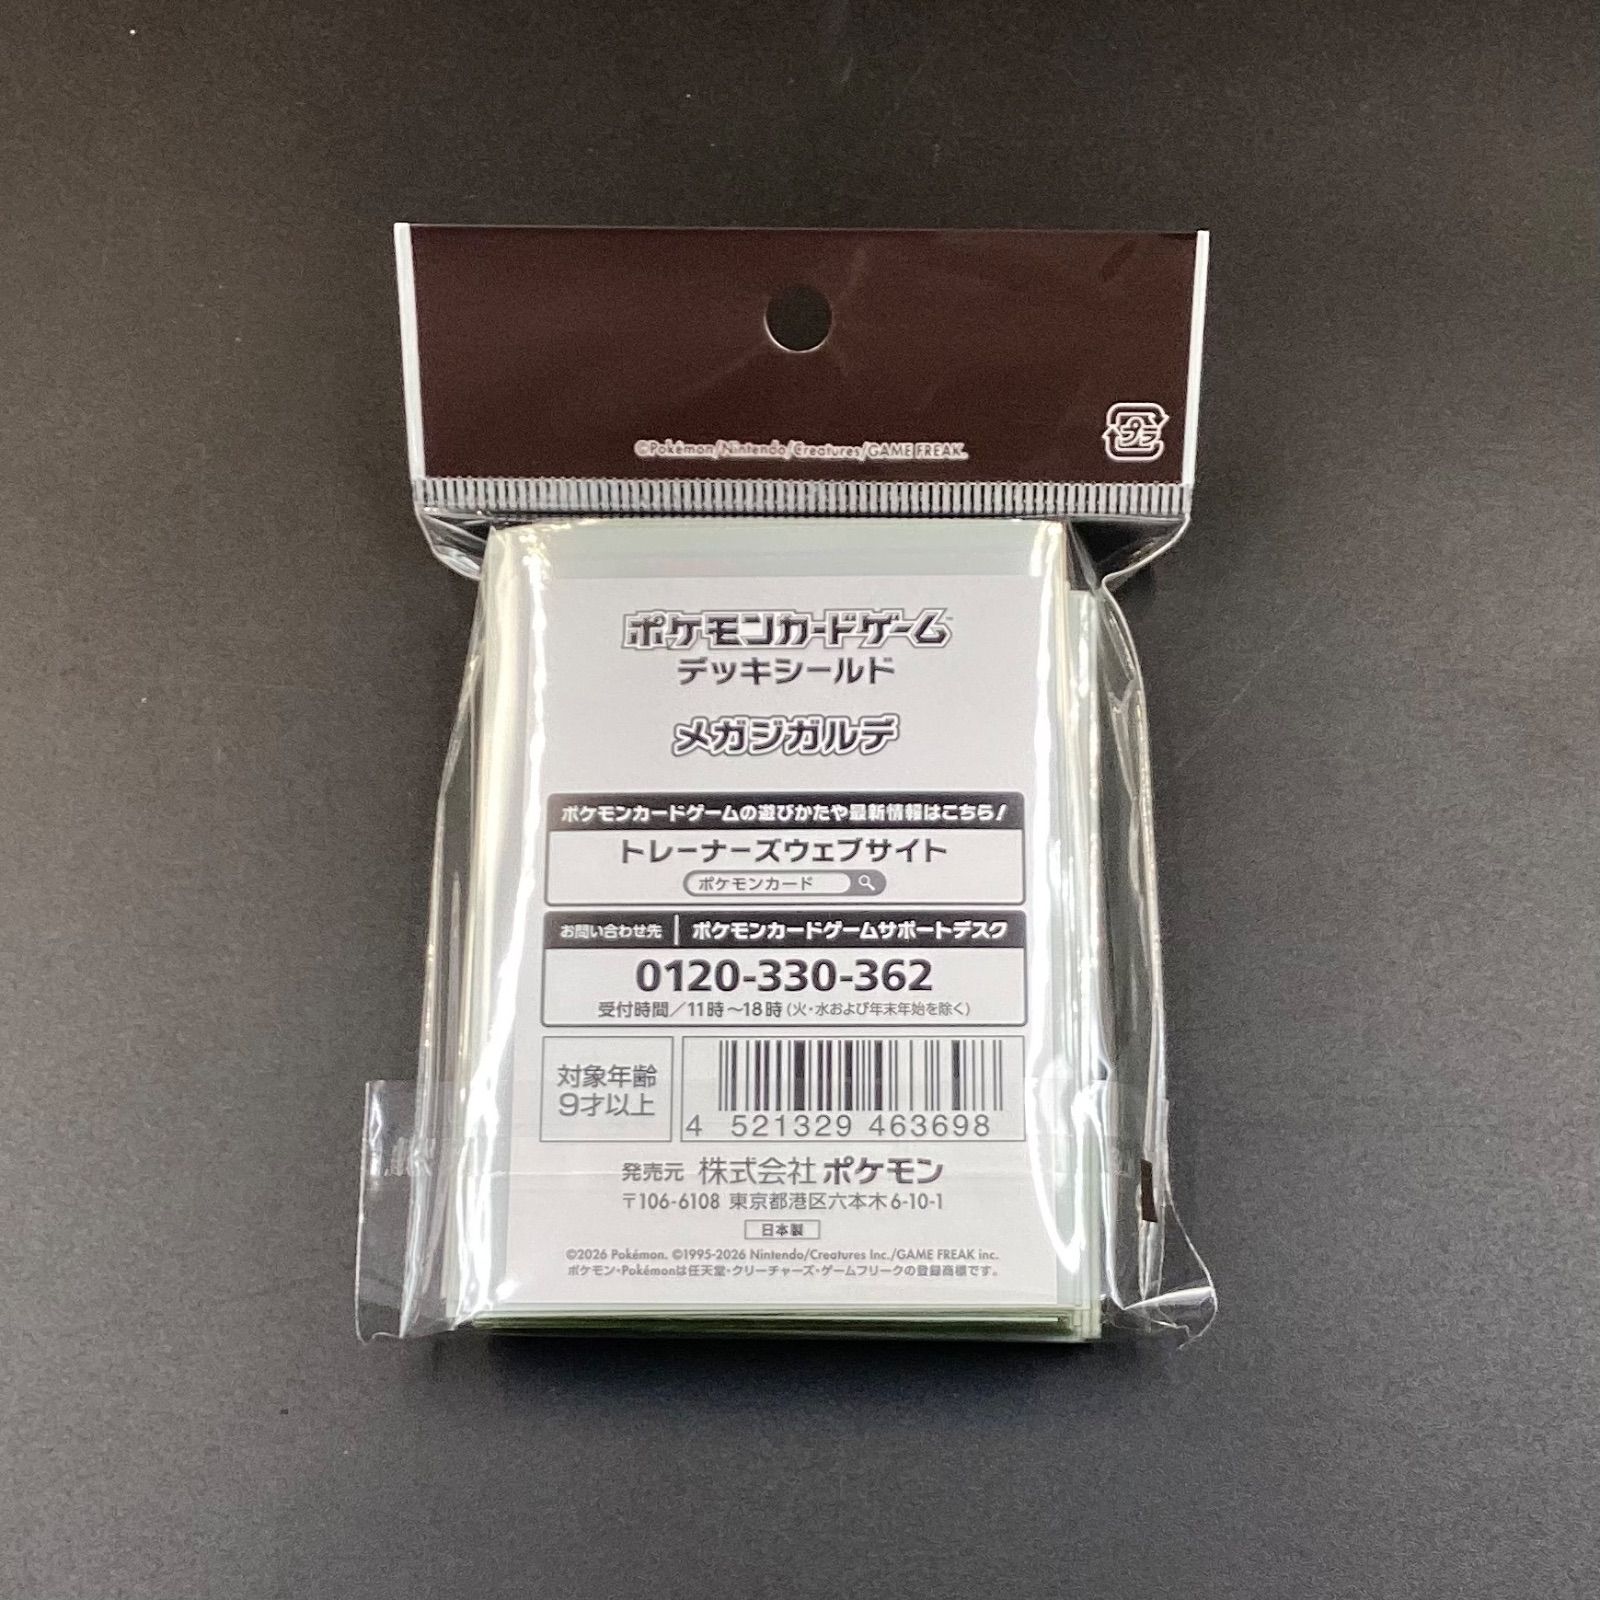 ©Pokémon/Nintendo/Creatures/GAME FREAK.
プラ
ポケモンカードゲーム
デッキシールド
メガジガルデ
ポケモンカードゲームの遊びかたや最新情報はこちら!
トレーナーズウェブサイト
ポケモンカード
お問い合わせ先 ポケモンカードゲームサポートデスク
0120-330-362
受付時間/11時~18時(火・水および年末年始を除く)
対象年齢
9才以上
4 521329 463698
発売元 株式会社ポケモン
〒106-6108 東京都港区六本木6-10-1
日本製
©2026 Pokémon. ©1995-2026 Nintendo/Creatures Inc./GAME FREAK inc.
ポケモン・Pokémonは任天堂・クリーチャーズ・ゲームフリークの登録商標です。